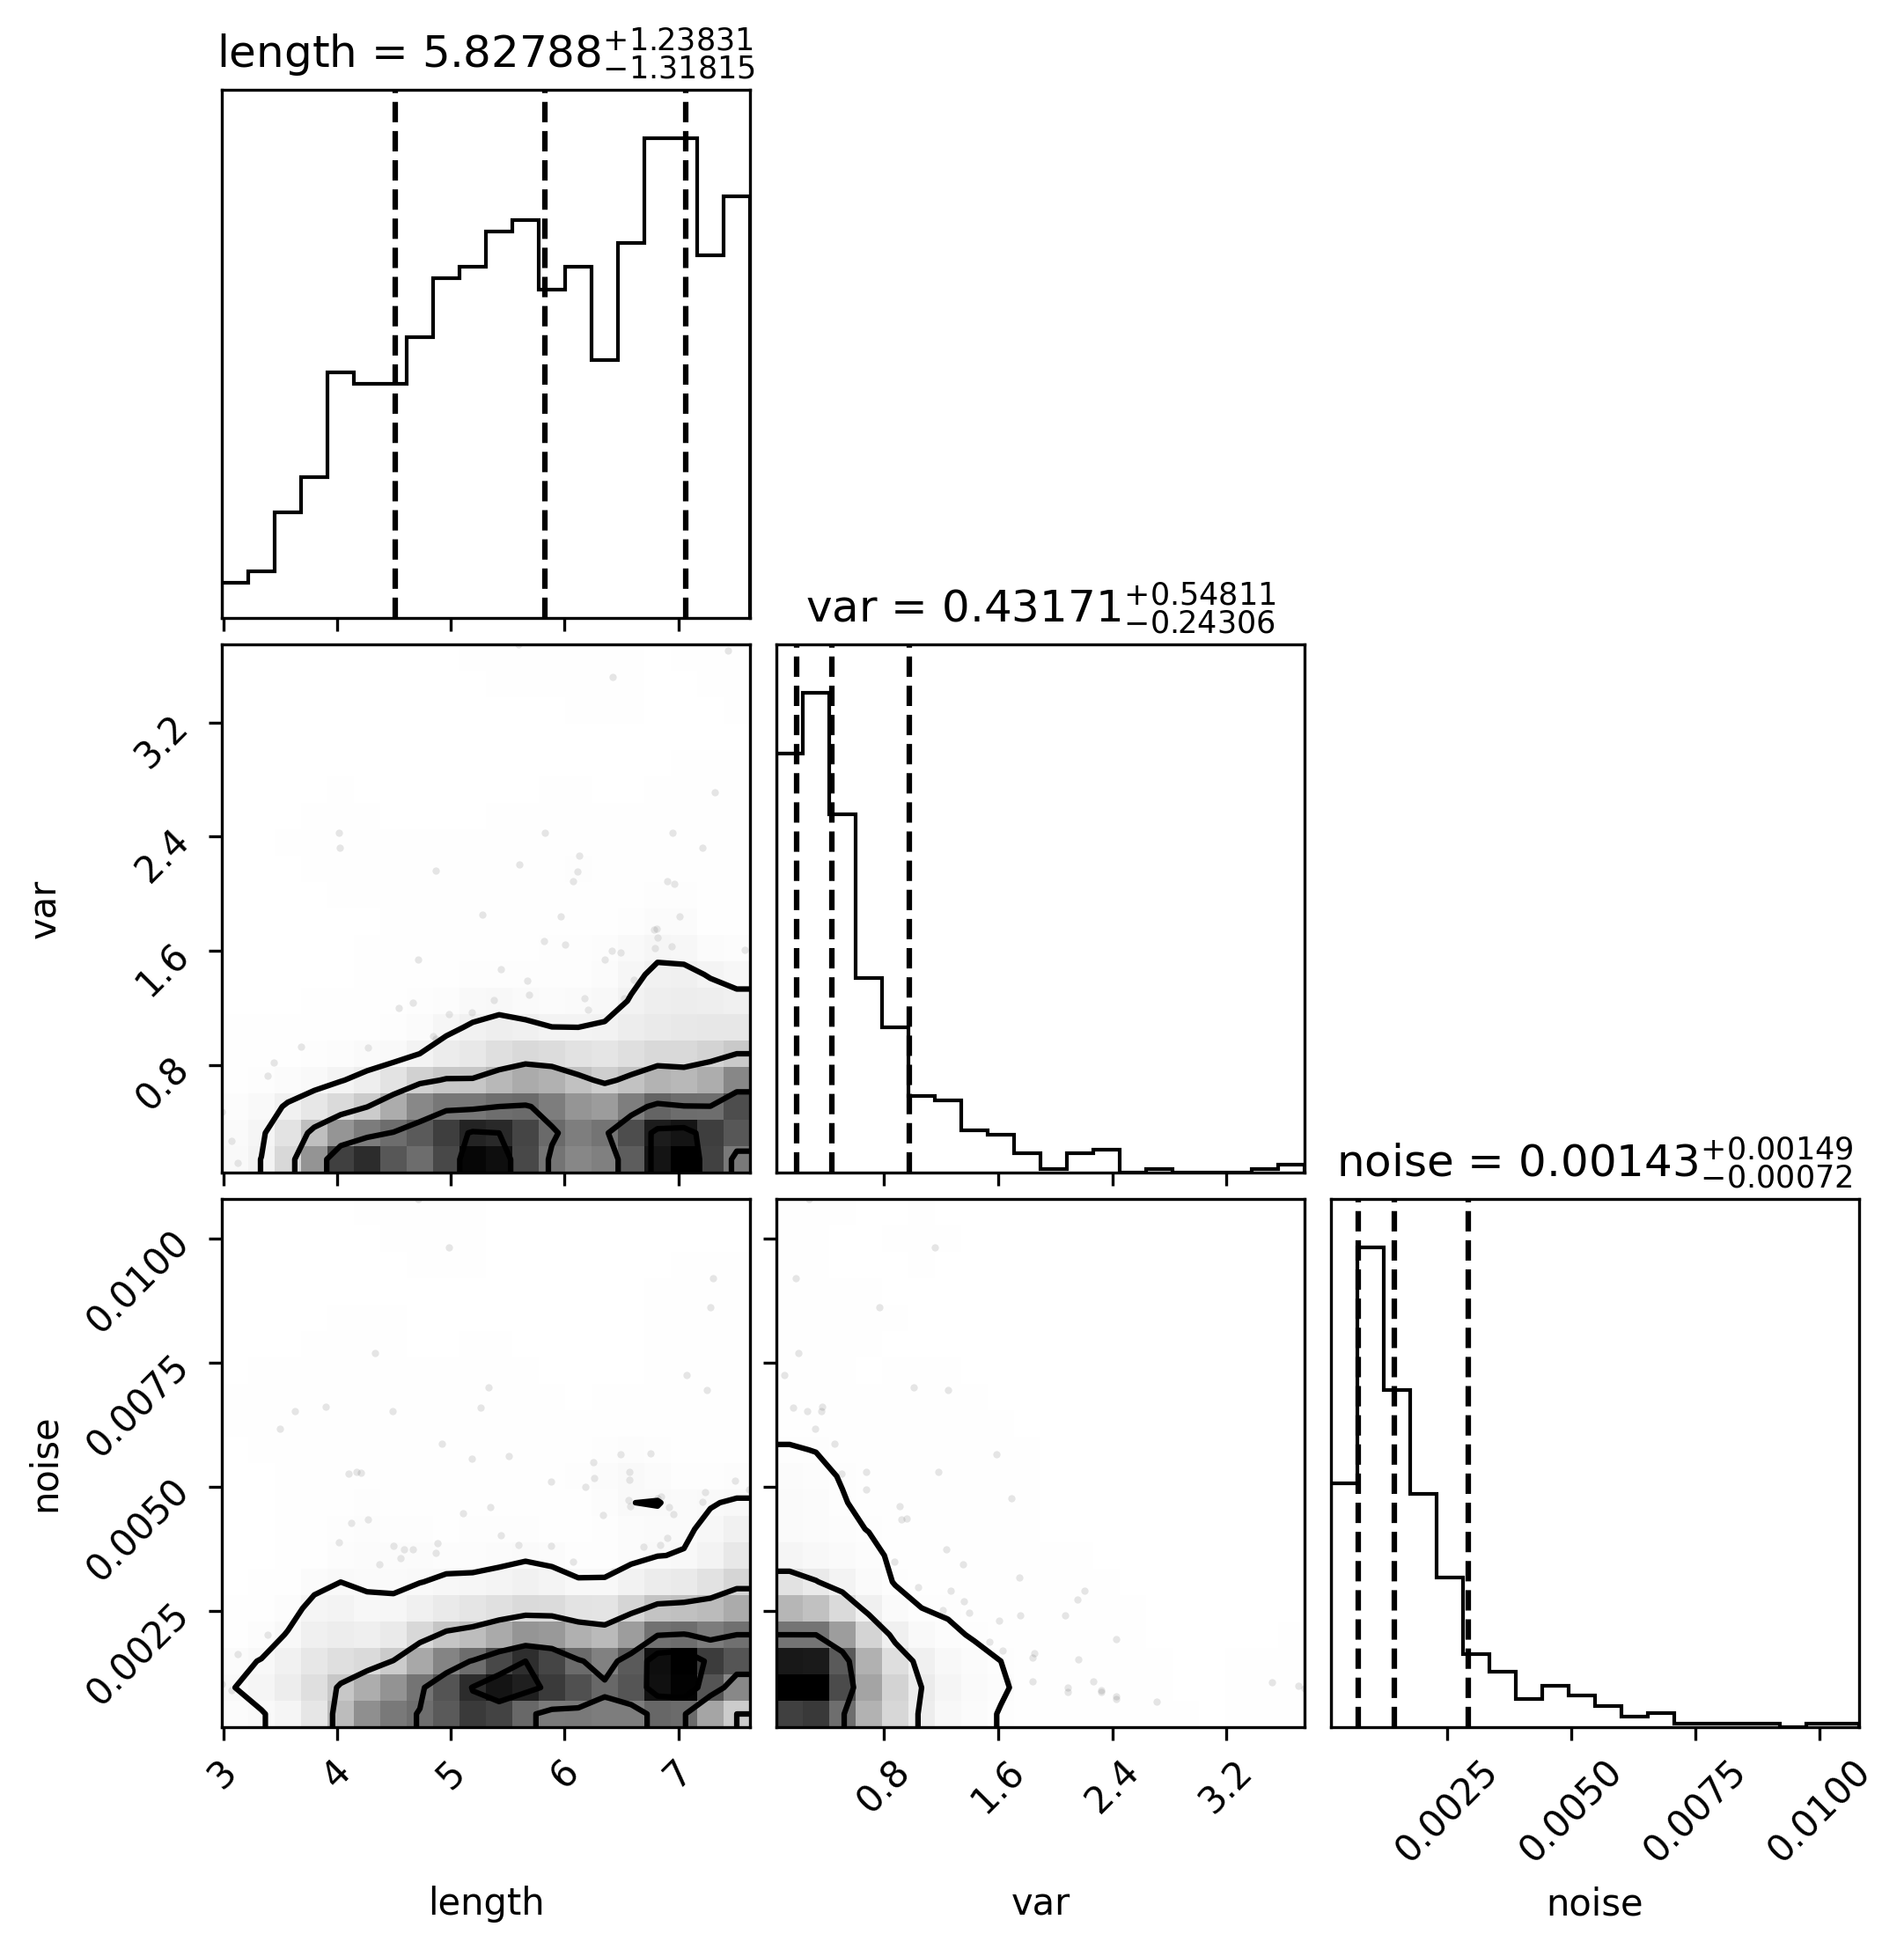 length = 5.82788+1.23831−1.31815
var = 0.43171+0.54811−0.24306
var
3.2
2.4
1.6
0.8
noise = 0.00143+0.00149−0.00072
noise
0.0100
0.0075
0.0050
0.0025
3 4 5 6 7
0.8 1.6 2.4 3.2
0.0025 0.0050 0.0075 0.0100
length
var
noise